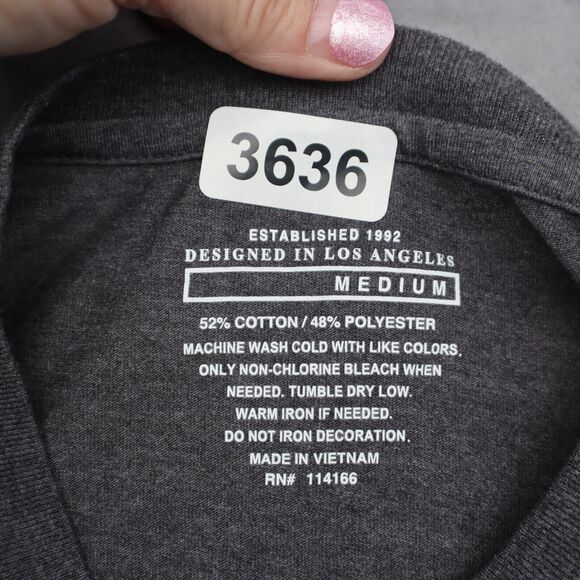 3636
ESTABLISHED 1992
DESIGNED IN LOS ANGELES
MEDIUM
52% COTTON / 48% POLYESTER
MACHINE WASH COLD WITH LIKE COLORS.
ONLY NON-CHLORINE BLEACH WHEN
NEEDED. TUMBLE DRY LOW.
WARM IRON IF NEEDED.
DO NOT IRON DECORATION.
MADE IN VIETNAM
RN# 114166